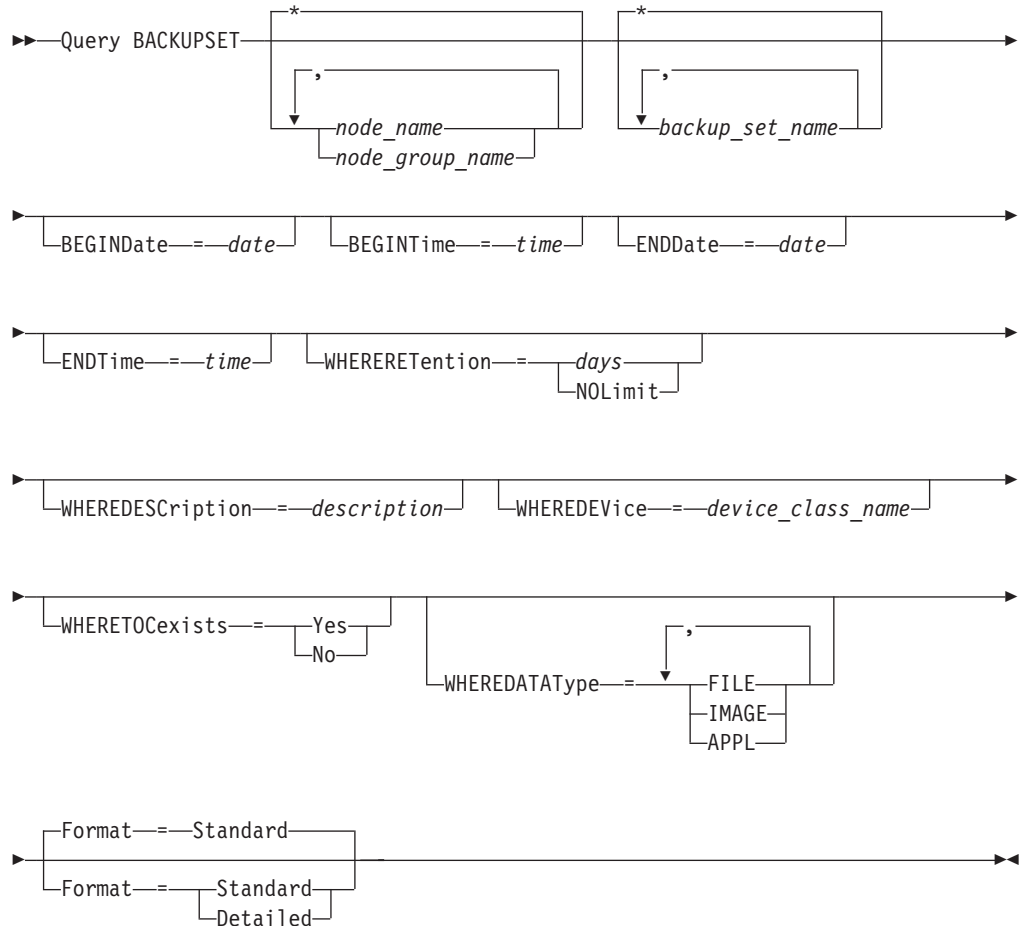 * *
Query BACKUPSET
, ,
node_name backup_set_name
node_group_name
BEGINDate = date BEGINTime = time ENDDate = date
ENDTime = time WHERERETention = days
NOLimit
WHEREDESCription = description WHEREDEVice = device_class_name
WHERETOCexists = Yes
No
,
WHEREDATAType = FILE
IMAGE
APPL
Format = Standard
Format = Standard
Detailed